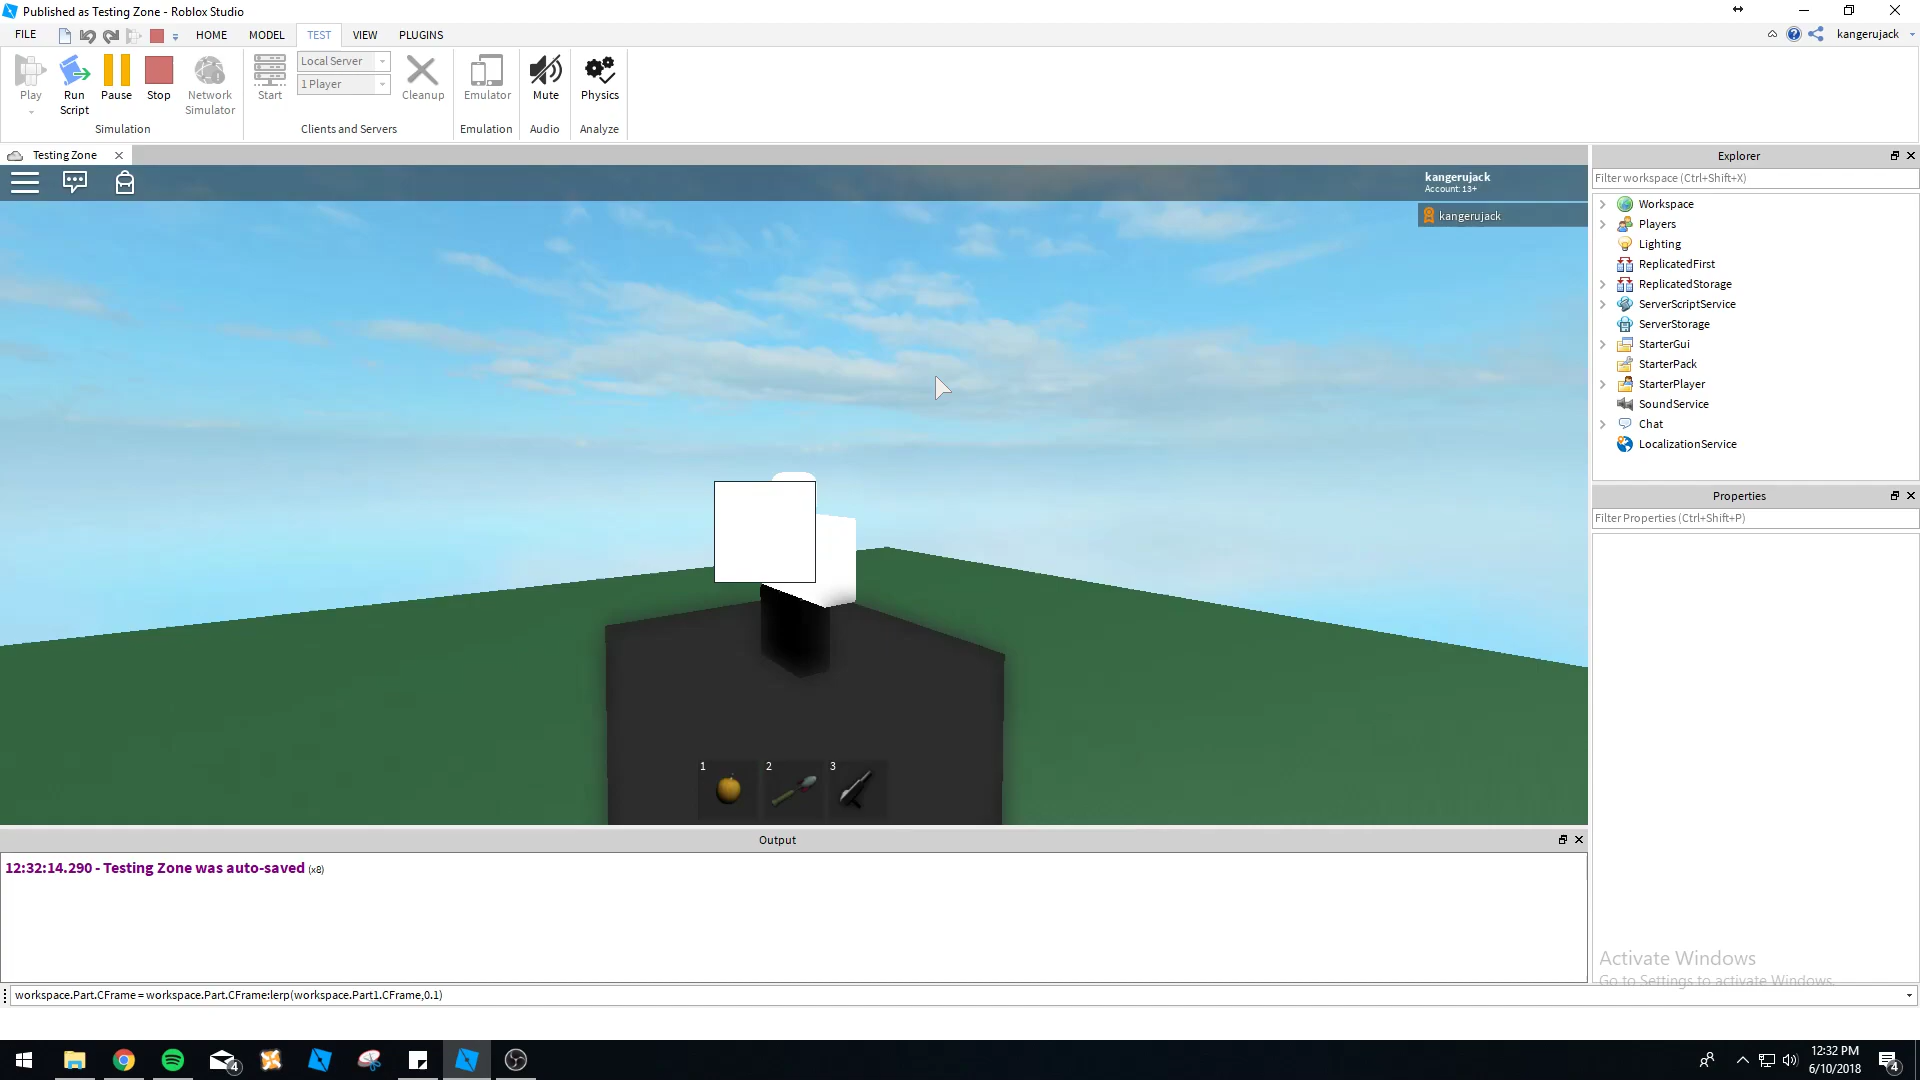 Published as Testing Zone - Roblox Studio
FILE HOME MODEL TEST VIEW PLUGINS kangerujack
Play
Run Script
Pause
Stop
Network Simulator
Simulation
Start
Local Server
1 Player
Cleanup
Clients and Servers
Emulator
Emulation
Mute
Audio
Physics
Analyze
Testing Zone
kangerujack
Account: 13+
kangerujack
1 2 3
Explorer
Filter workspace (Ctrl+Shift+X)
Workspace
Players
Lighting
ReplicatedFirst
ReplicatedStorage
ServerScriptService
ServerStorage
StarterGui
StarterPack
StarterPlayer
SoundService
Chat
LocalizationService
Properties
Filter Properties (Ctrl+Shift+P)
Output
12:32:14.290 - Testing Zone was auto-saved (x8)
Activate Windows
Go to Settings to activate Windows.
workspace.Part.CFrame = workspace.Part.CFrame:lerp(workspace.Part1.CFrame,0.1)
4
12:32 PM
6/10/2018
4